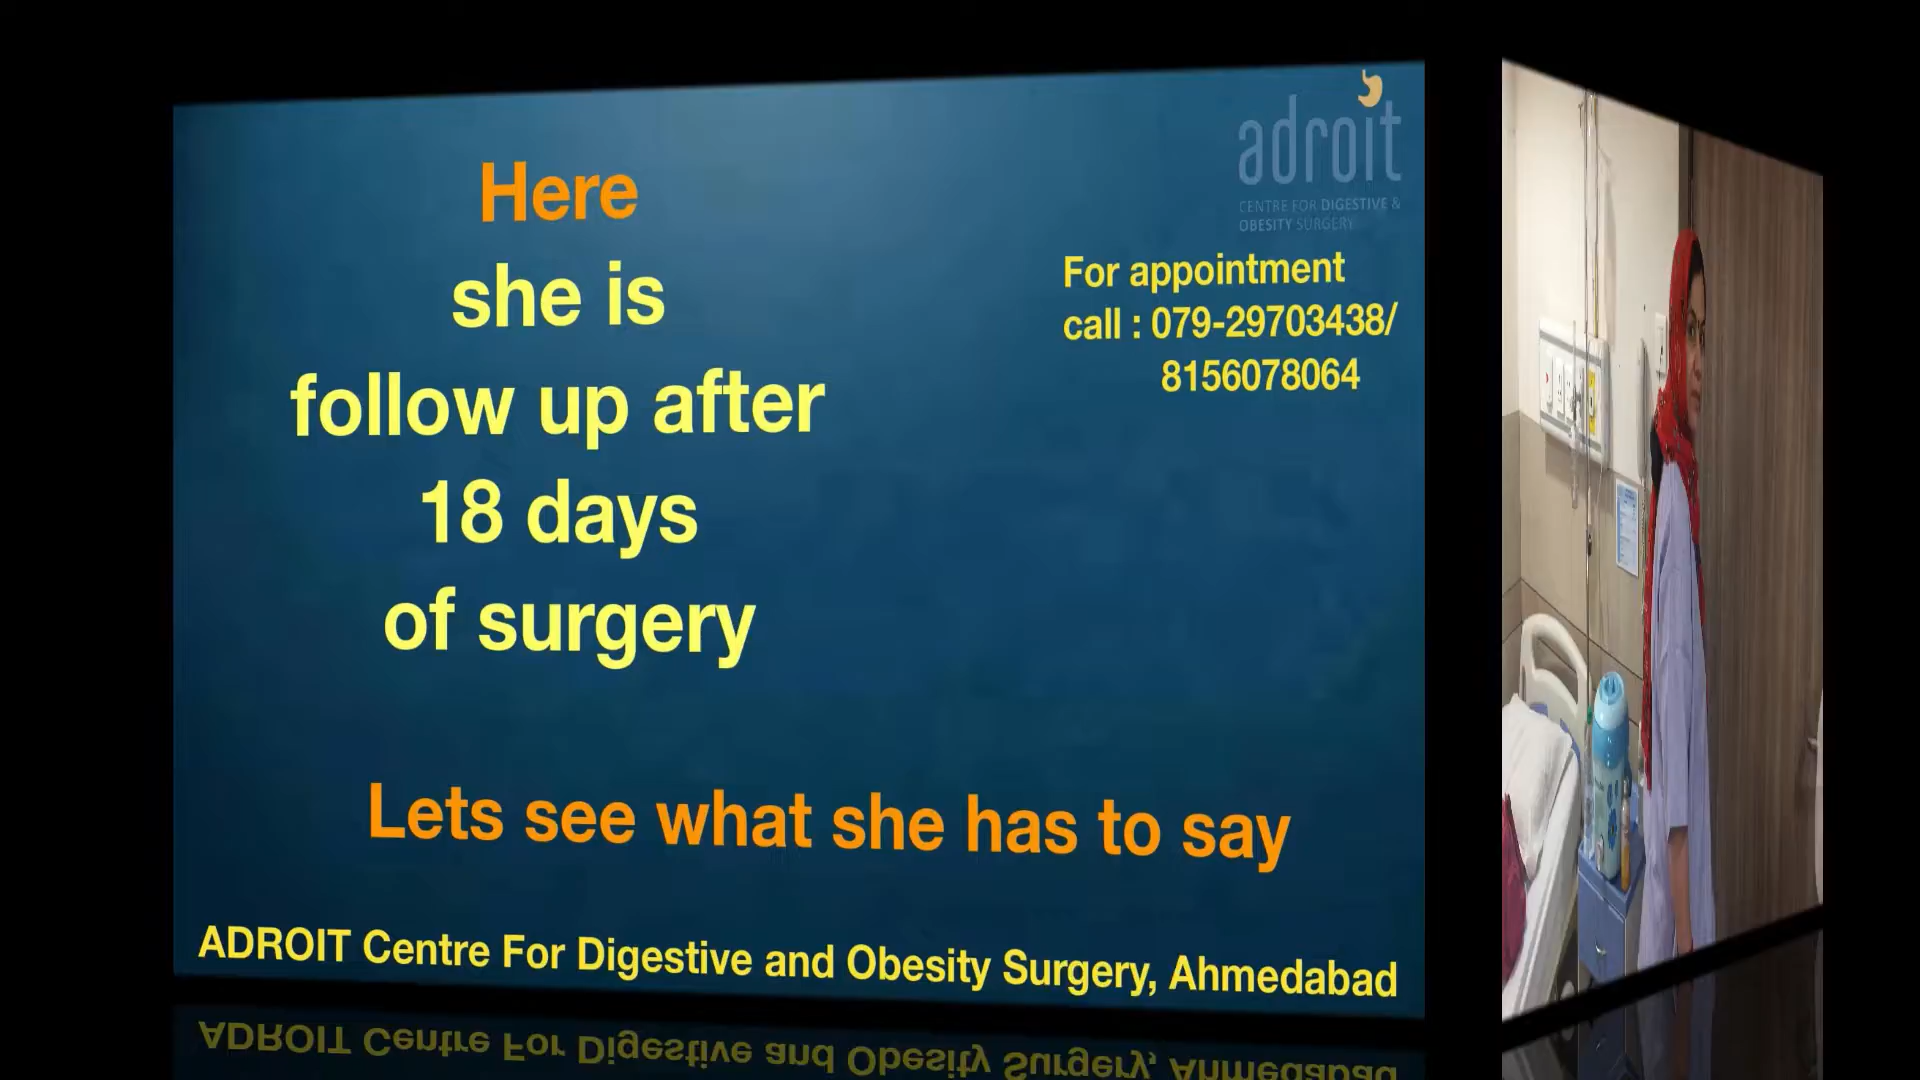 Here
she is
follow up after
18 days
of surgery
adroit
CENTRE FOR DIGESTIVE &
OBESITY SURGERY
For appointment
call : 079-29703438/
8156078064
Lets see what she has to say
ADROIT Centre For Digestive and Obesity Surgery, Ahmedabad